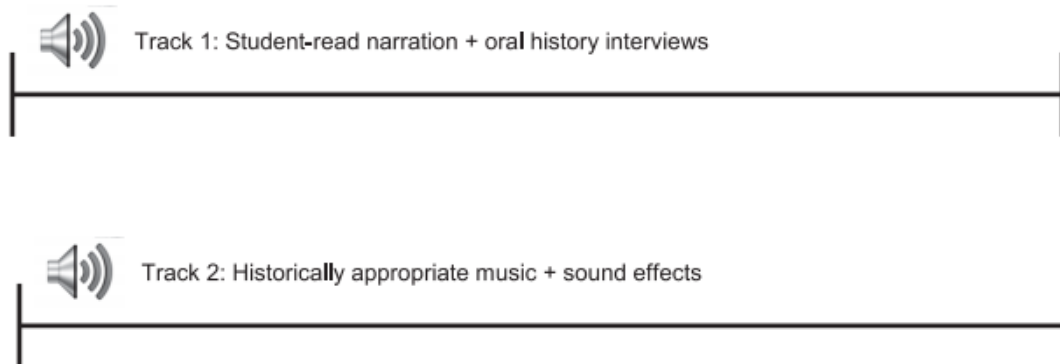 Track 1: Student-read narration + oral history interviews
Track 2: Historically appropriate music + sound effects